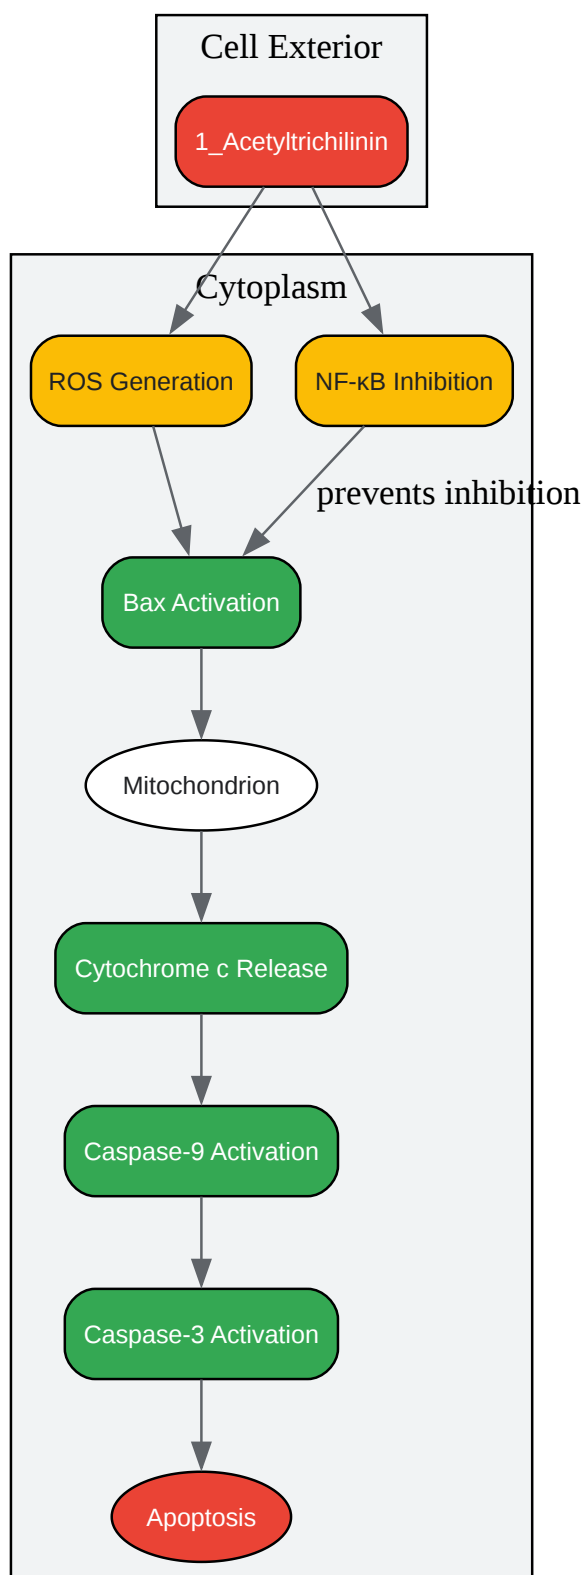 Cell Exterior
1_Acetyltrichilinin
Cytoplasm
ROS Generation
NF-κB Inhibition
prevents inhibition
Bax Activation
Mitochondrion
Cytochrome c Release
Caspase-9 Activation
Caspase-3 Activation
Apoptosis